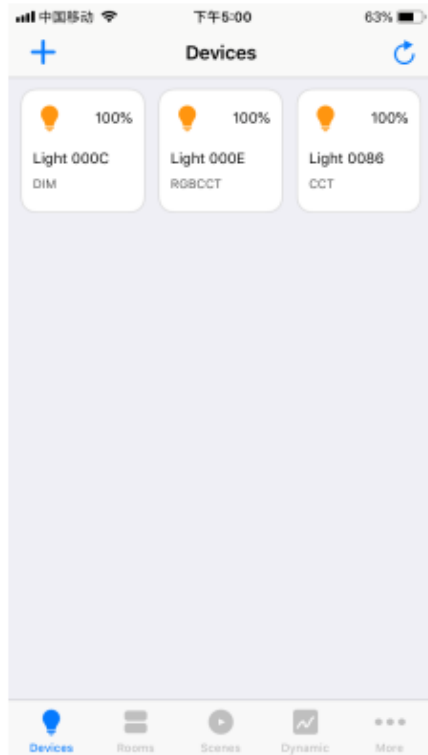 中国移动 下午5:00 63%
Devices
100% 100% 100%
Light 000C Light 000E Light 0086
DIM RGBCCT CCT
Devices Rooms Scenes Dynamic More